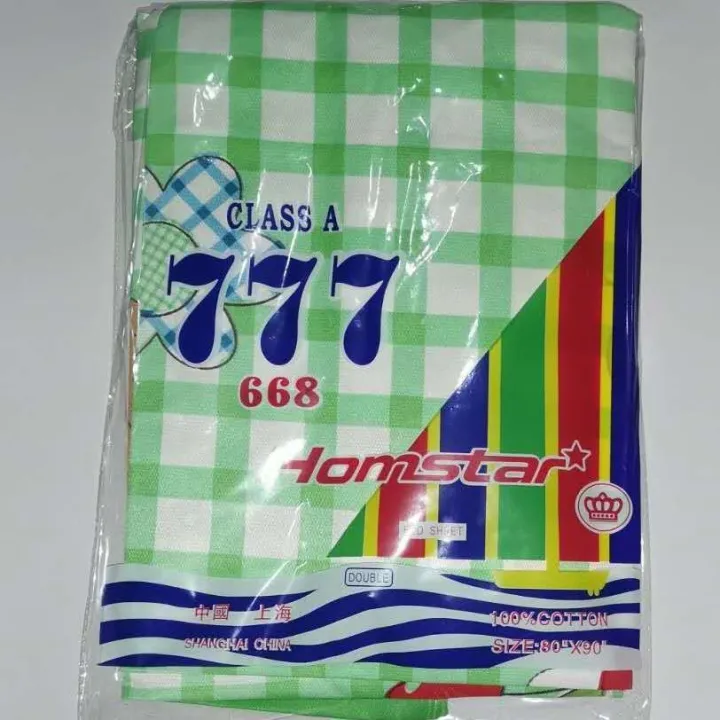 CLASS A
777
668
Homstar
BED SHEET
DOUBLE
中國 上海
SHANGHAI CHINA
100% COTTON
SIZE:80"X90"